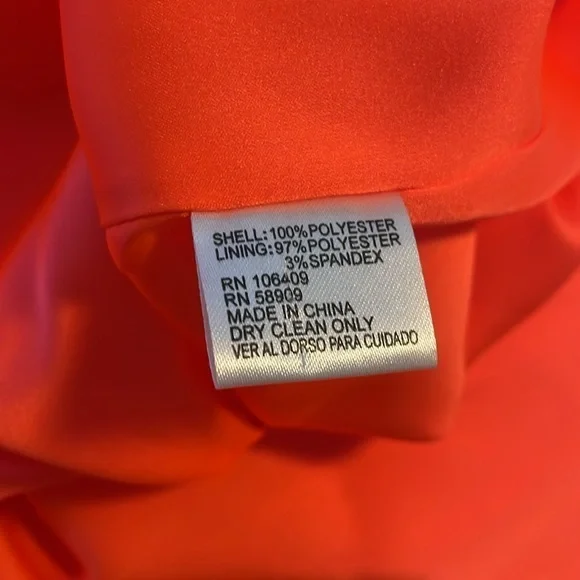 SHELL:100%POLYESTER
LINING:97%POLYESTER
3%SPANDEX
RN 106409
RN 58909
MADE IN CHINA
DRY CLEAN ONLY
VER AL DORSO PARA CUIDADO